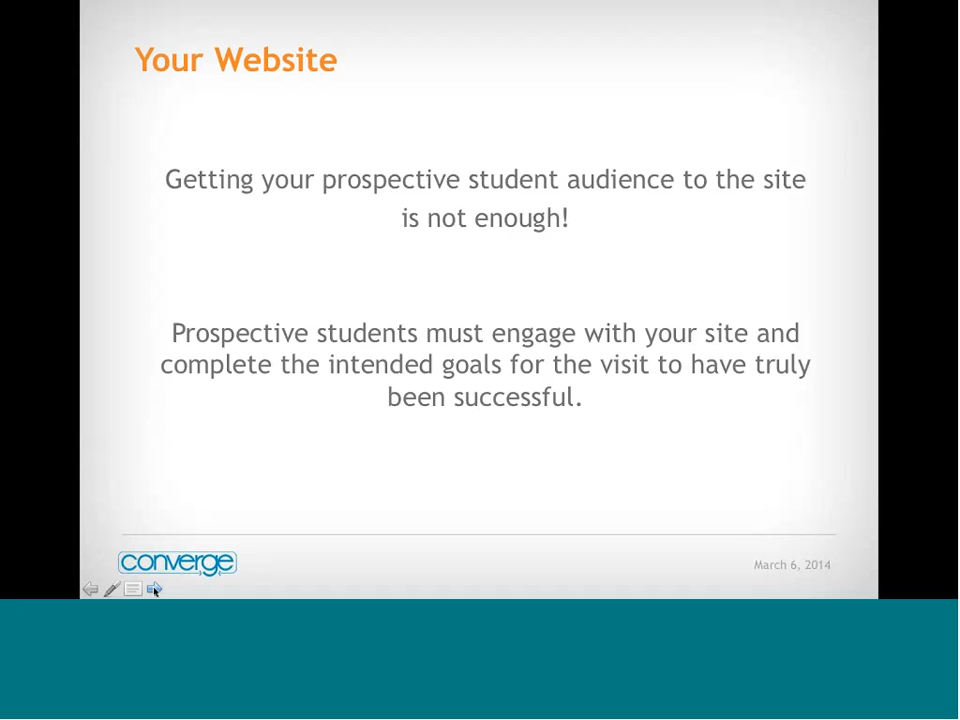 Your Website
Getting your prospective student audience to the site
is not enough!
Prospective students must engage with your site and
complete the intended goals for the visit to have truly
been successful.
converge
March 6, 2014